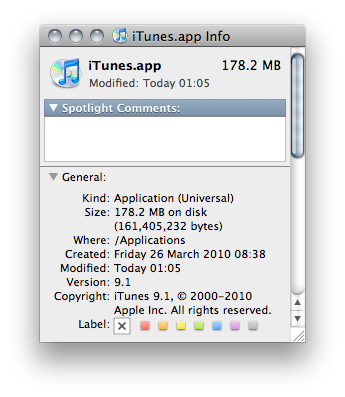 iTunes.app Info
iTunes.app 178.2 MB
Modified: Today 01:05
Spotlight Comments:
General:
Kind: Application (Universal)
Size: 178.2 MB on disk
(161,405,232 bytes)
Where: /Applications
Created: Friday 26 March 2010 08:38
Modified: Today 01:05
Version: 9.1
Copyright: iTunes 9.1, © 2000–2010
Apple Inc. All rights reserved.
Label: